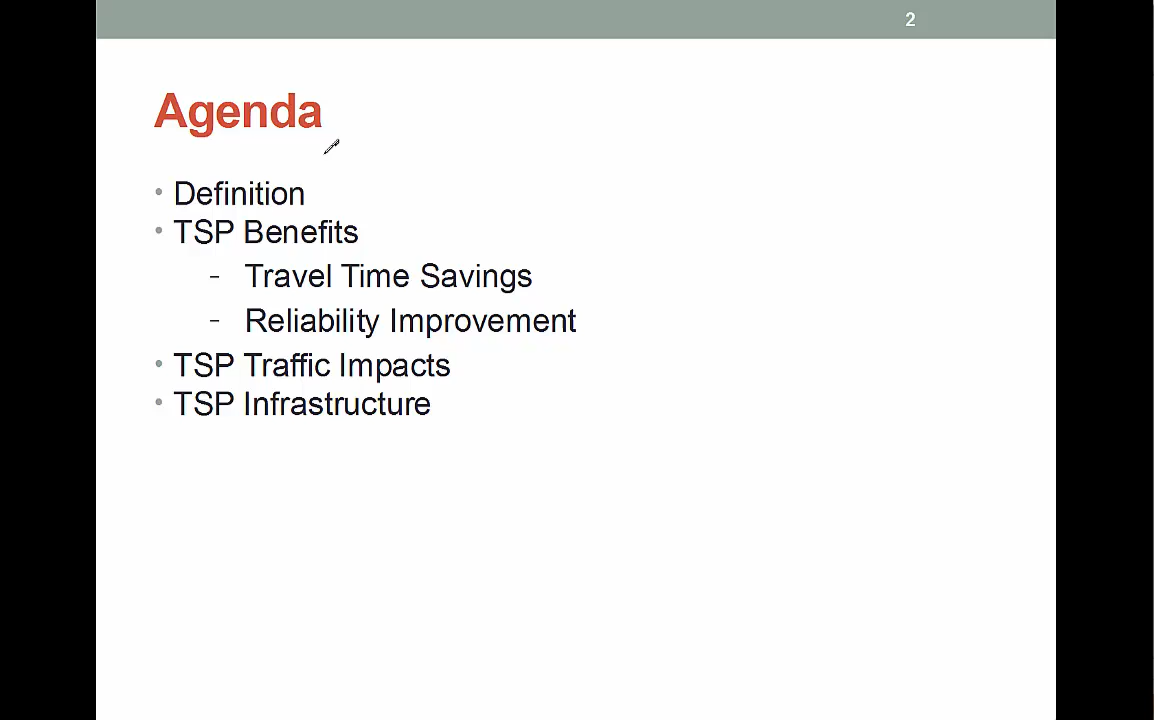 2
Agenda
• Definition
• TSP Benefits
- Travel Time Savings
- Reliability Improvement
• TSP Traffic Impacts
• TSP Infrastructure